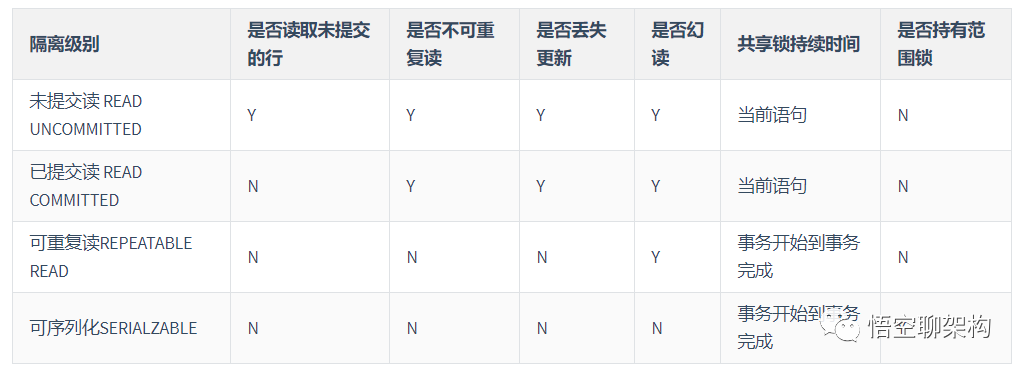 隔离级别 是否读取未提交的行 是否不可重复读 是否丢失更新 是否幻读 共享锁持续时间 是否持有范围锁
未提交读 READ UNCOMMITTED Y Y Y Y 当前语句 N
已提交读 READ COMMITTED N Y Y Y 当前语句 N
可重复读REPEATABLE READ N N N Y 事务开始到事务完成 N
可序列化SERIALZABLE N N N N 事务开始到事务完成
悟空聊架构